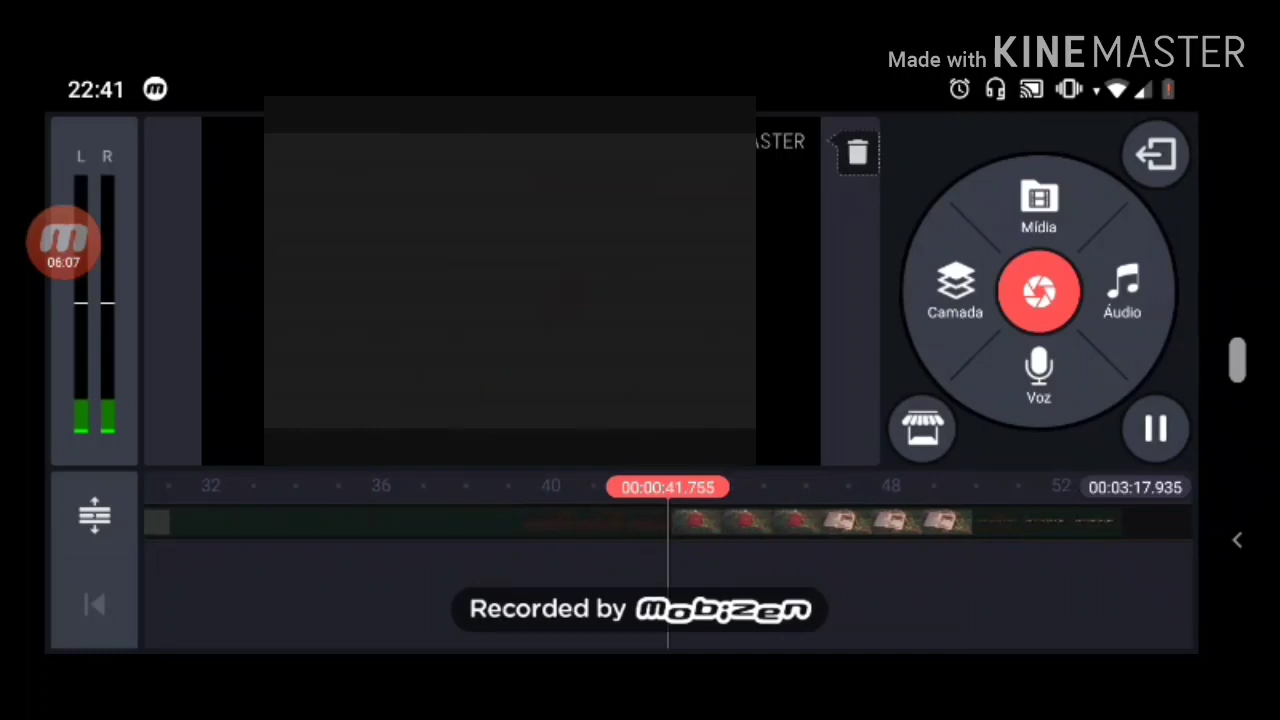 Made with KINEMASTER
22:41
ASTER
L R
06:07
Mídia
Camada
Áudio
Voz
32 36 40 00:00:41.755 48 52 00:03:17.935
Recorded by mobizen